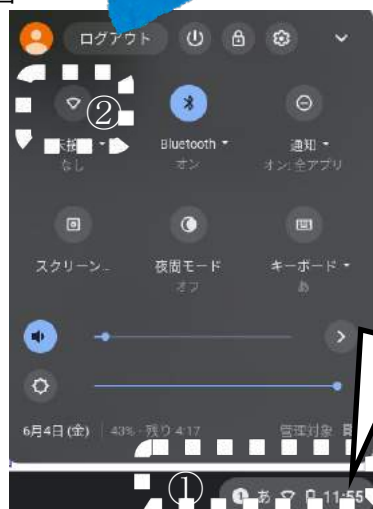 ログアウト
②
Bluetooth
通知
なし
オン
オン:全アプリ
スクリーン...
夜間モード
キーボード
オフ
あ
6月4日(金)
43% - 残り 4:17
管理対象
①
あ
11:55